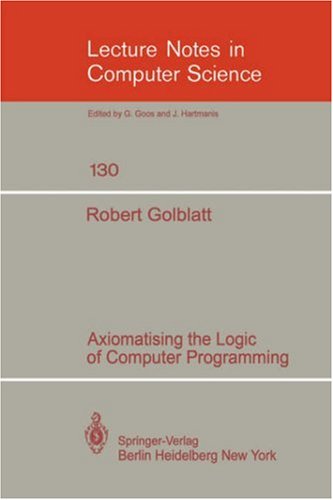 Lecture Notes in
Computer Science
Edited by G. Goos and J. Hartmanis
130
Robert Golblatt
Axiomatising the Logic
of Computer Programming
Springer-Verlag
Berlin Heidelberg New York